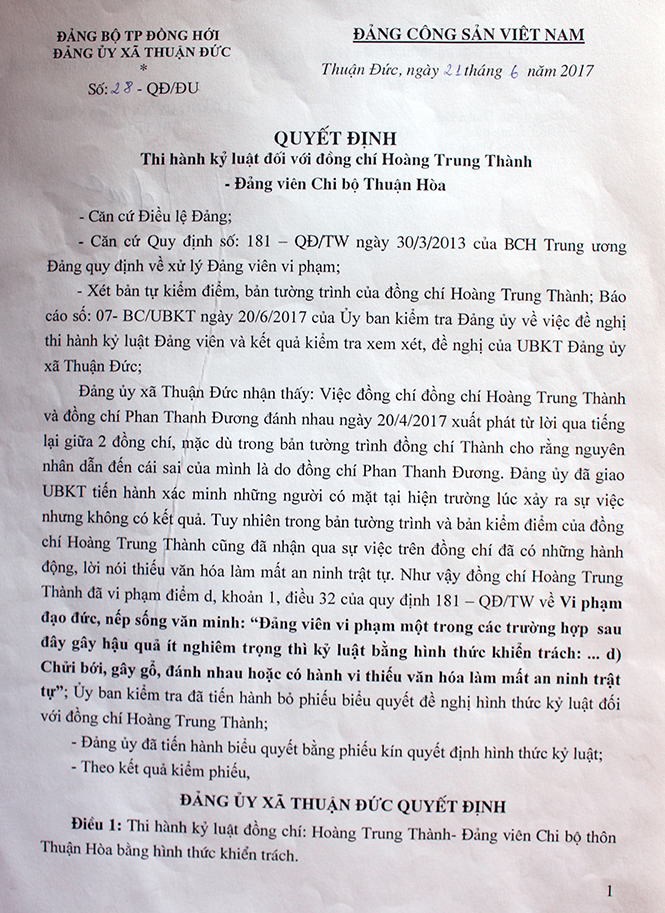 ĐẢNG BỘ TP ĐỒNG HỚI
ĐẢNG ỦY XÃ THUẬN ĐỨC
*
Số: 28 - QĐ/ĐU
ĐẢNG CỘNG SẢN VIÊT NAM
Thuận Đức, ngày 21 tháng 6 năm 2017
QUYẾT ĐỊNH
Thi hành kỷ luật đối với đồng chí Hoàng Trung Thành
- Đảng viên Chi bộ Thuận Hòa
- Căn cứ Điều lệ Đảng;
- Căn cứ Quy định số: 181 – QĐ/TW ngày 30/3/2013 của BCH Trung ương
Đảng quy định về xử lý Đảng viên vi phạm;
- Xét bản tự kiểm điểm, bản tường trình của đồng chí Hoàng Trung Thành; Báo
cáo số: 07- BC/UBKT ngày 20/6/2017 của Ủy ban kiểm tra Đảng ủy về việc đề nghị
thi hành kỷ luật Đảng viên và kết quả kiểm tra xem xét, đề nghị của UBKT Đảng ủy
xã Thuận Đức;
Đảng ủy xã Thuận Đức nhận thấy: Việc đồng chí đồng chí Hoàng Trung Thành
và đồng chí Phan Thanh Đương đánh nhau ngày 20/4/2017 xuất phát từ lời qua tiếng
lại giữa 2 đồng chí, mặc dù trong bản tường trình đồng chí Thành cho rằng nguyên
nhân dẫn đến cái sai của mình là do đồng chí Phan Thanh Đương. Đảng ủy đã giao
UBKT tiến hành xác minh những người có mặt tại hiện trường lúc xảy ra sự việc
nhưng không có kết quả. Tuy nhiên trong bản tường trình và bản kiểm điểm của đồng
chí Hoàng Trung Thành cũng đã nhận qua sự việc trên đồng chí đã có những hành
động, lời nói thiếu văn hóa làm mất an ninh trật tự. Như vậy đồng chí Hoàng Trung
Thành đã vi phạm điểm d, khoản 1, điều 32 của quy định 181 – QĐ/TW về Vi phạm
đạo đức, nếp sống văn minh: “Đảng viên vi phạm một trong các trường hợp sau
đây gây hậu quả ít nghiêm trọng thì kỷ luật bằng hình thức khiển trách: ... d)
Chửi bới, gây gổ, đánh nhau hoặc có hành vi thiếu văn hóa làm mất an ninh trật
tự”; Ủy ban kiểm tra đã tiến hành bỏ phiếu biểu quyết đề nghị hình thức kỷ luật đối
với đồng chí Hoàng Trung Thành;
- Đảng ủy đã tiến hành biểu quyết bằng phiếu kín quyết định hình thức kỷ luật;
- Theo kết quả kiểm phiếu,
ĐẢNG ỦY XÃ THUẬN ĐỨC QUYẾT ĐỊNH
Điều 1: Thi hành kỷ luật đồng chí: Hoàng Trung Thành- Đảng viên Chi bộ thôn
Thuận Hòa bằng hình thức khiển trách.
1